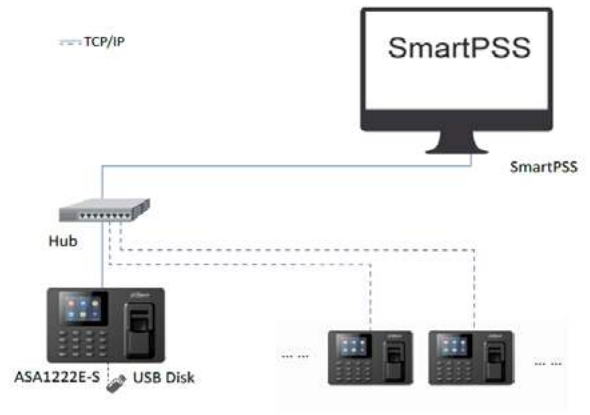 TCP/IP
SmartPSS
SmartPSS
Hub
ASA1222E-S
USB Disk
... ...
... ...